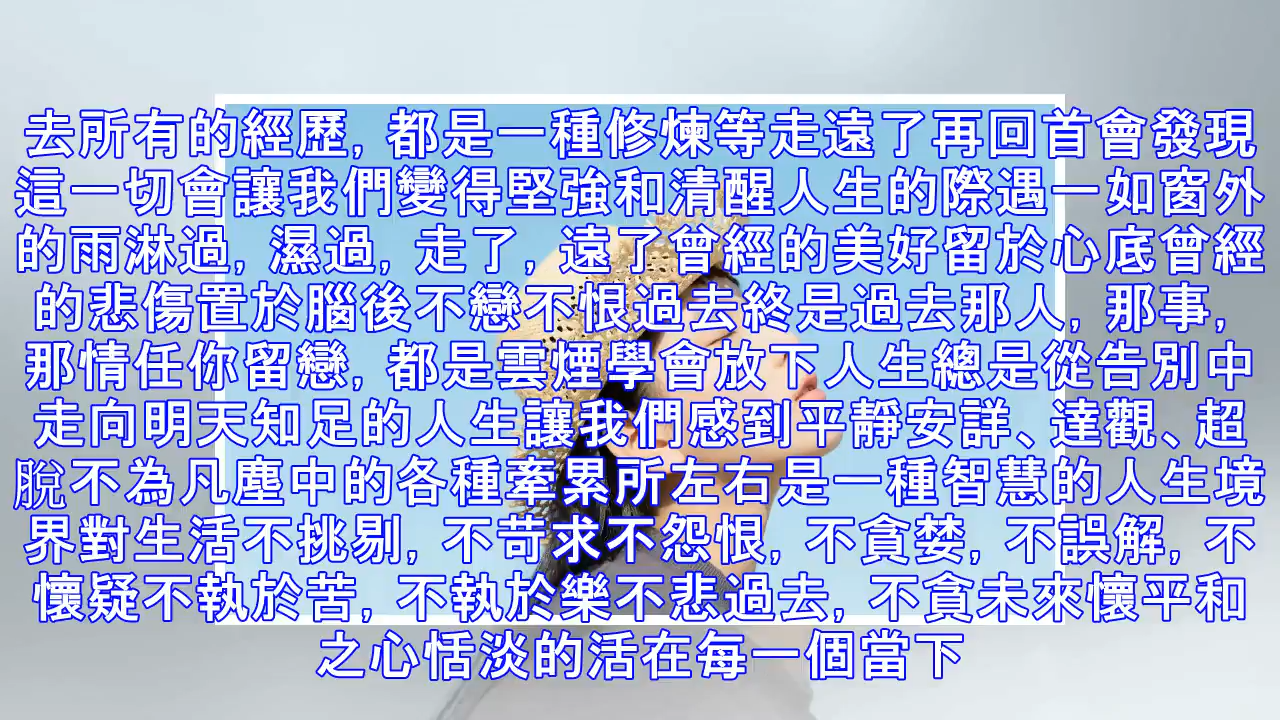 去所有的經歷, 都是一種修煉等走遠了再回首會發現
這一切會讓我們變得堅強和清醒人生的際遇一如窗外
的雨淋過, 濕過, 走了, 遠了曾經的美好留於心底曾經
的悲傷置於腦後不戀不恨過去終是過去那人, 那事,
那情任你留戀, 都是雲煙學會放下人生總是從告別中
走向明天知足的人生讓我們感到平靜安詳、達觀、超
脫不為凡塵中的各種牽累所左右是一種智慧的人生境
界對生活不挑剔, 不苛求不怨恨, 不貪婪, 不誤解, 不
懷疑不執於苦, 不執於樂不悲過去, 不貪未來懷平和
之心恬淡的活在每一個當下